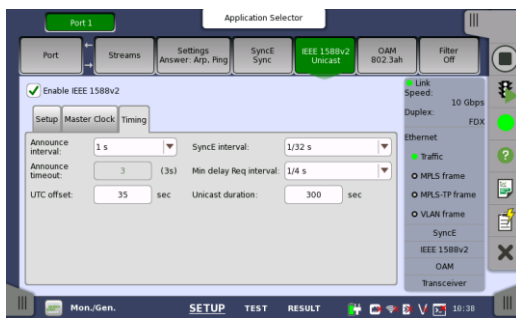 Port 1
Application Selector
Port
Streams
Settings
Answer: Arp, Ping
SyncE
Sync
IEEE 1588v2
Unicast
OAM
802.3ah
Filter
Off
Enable IEEE 1588v2
Setup Master Clock Timing
Announce interval: 1 s SyncE interval: 1/32 s
Announce timeout: 3 (3s) Min delay Req interval: 1/4 s
UTC offset: 35 sec Unicast duration: 300 sec
Link
Speed:
10 Gbps
Duplex:
FDX
Ethernet
Traffic
MPLS frame
MPLS-TP frame
VLAN frame
SyncE
IEEE 1588v2
OAM
Transceiver
Mon./Gen. SETUP TEST RESULT 10:38